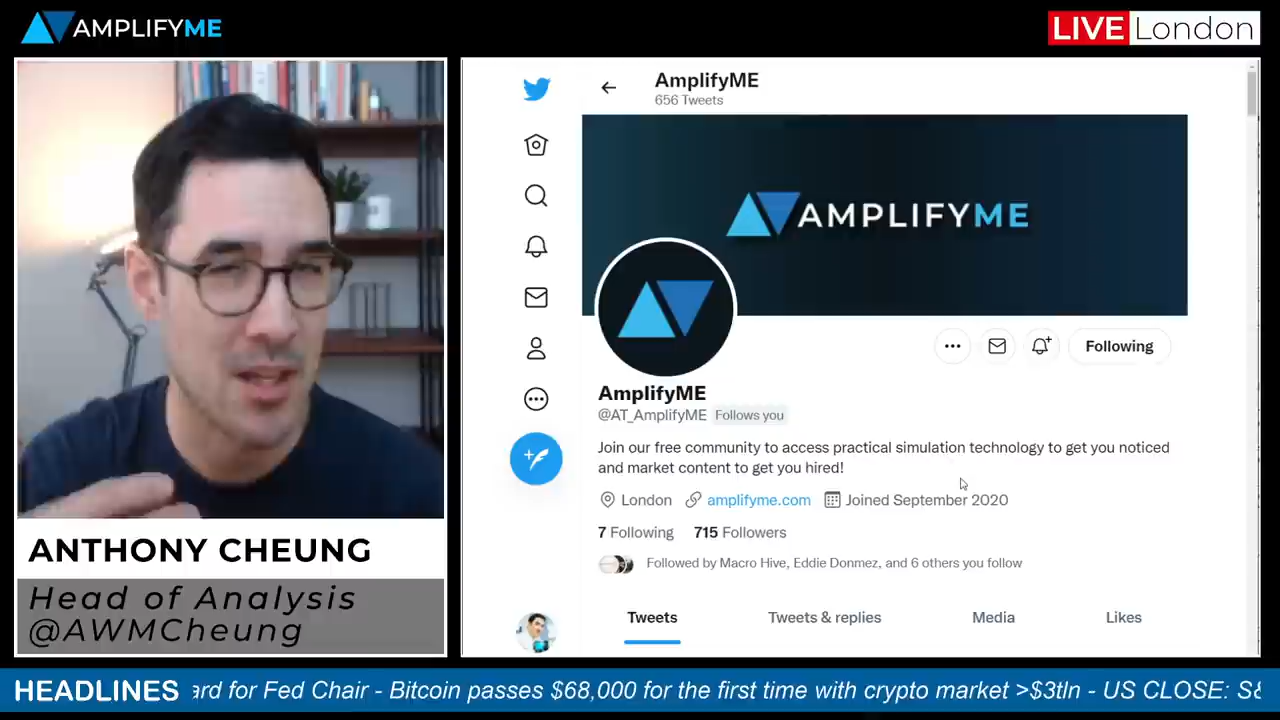 AMPLIFYME
LIVE London
AmplifyME
656 Tweets
AMPLIFYME
Following
AmplifyME
@AT_AmplifyME Follows you
Join our free community to access practical simulation technology to get you noticed
and market content to get you hired!
London amplifyme.com Joined September 2020
7 Following 715 Followers
Followed by Macro Hive, Eddie Donmez, and 6 others you follow
Tweets Tweets & replies Media Likes
ANTHONY CHEUNG
Head of Analysis
@AWMCheung
HEADLINES ard for Fed Chair - Bitcoin passes $68,000 for the first time with crypto market >$3tln - US CLOSE: S&